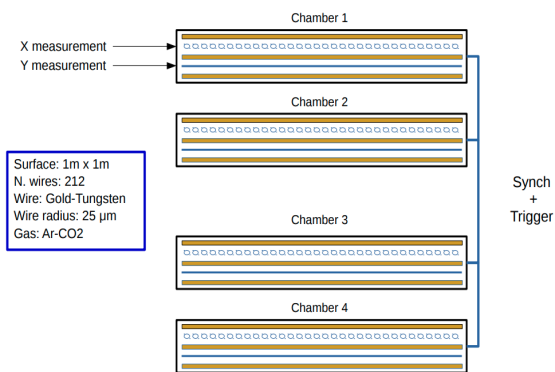 Chamber 1
X measurement
Y measurement
Chamber 2
Surface: 1m x 1m
N. wires: 212
Wire: Gold-Tungsten
Wire radius: 25 μm
Gas: Ar-CO2
Synch
+
Trigger
Chamber 3
Chamber 4